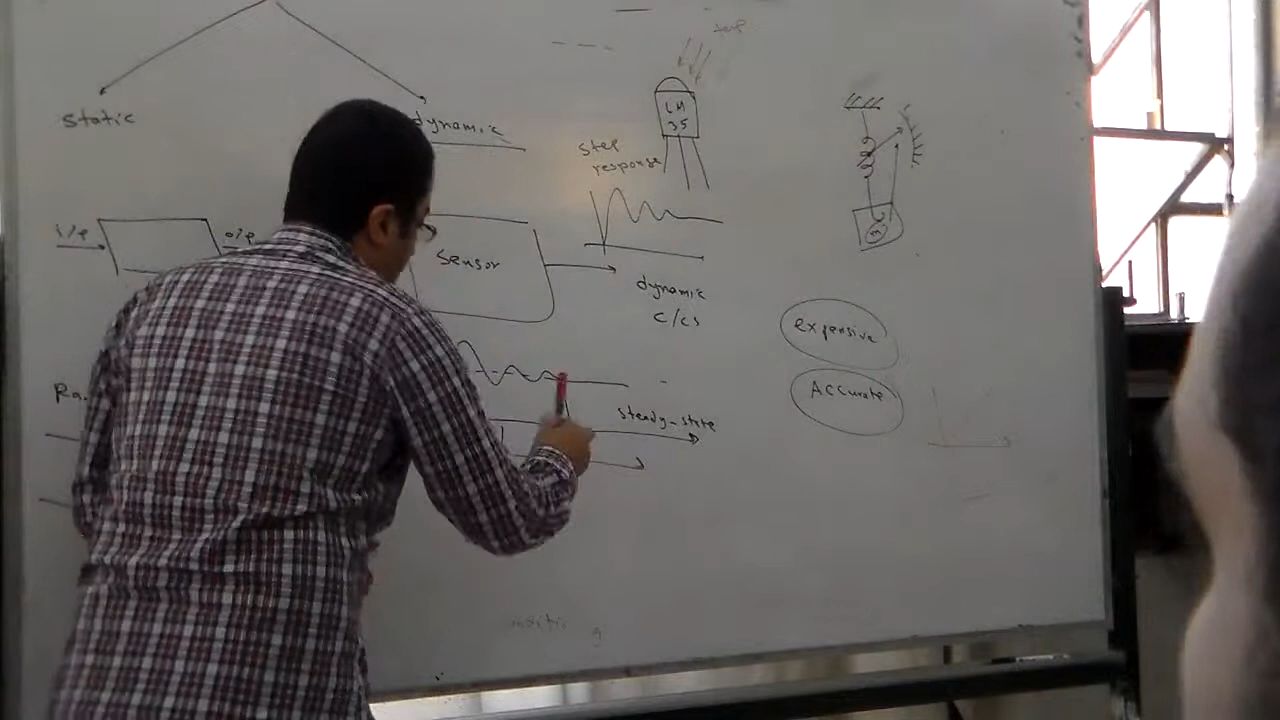 static
dynamic
LM
35
step
response
i/p
o/p
Sensor
dynamic
c/cs
expensive
Accurate
steady-state